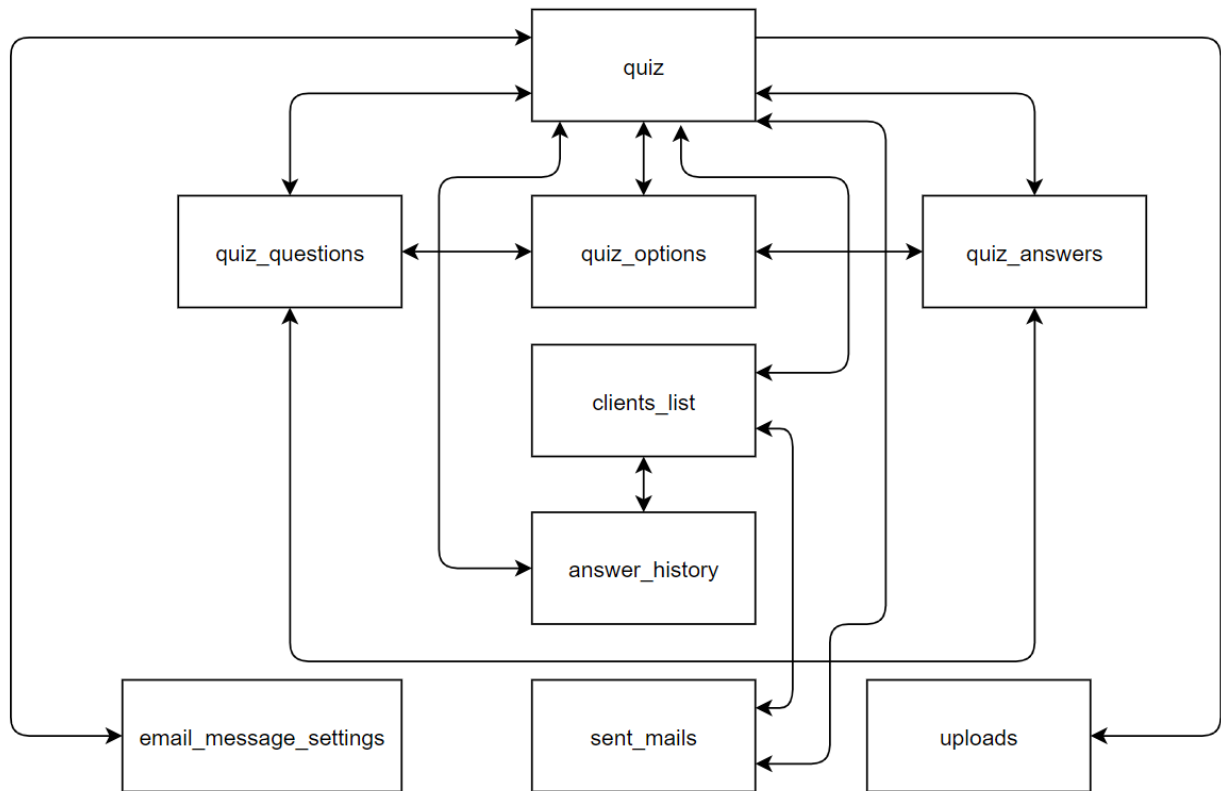 quiz
quiz_questions
quiz_options
quiz_answers
clients_list
answer_history
email_message_settings
sent_mails
uploads